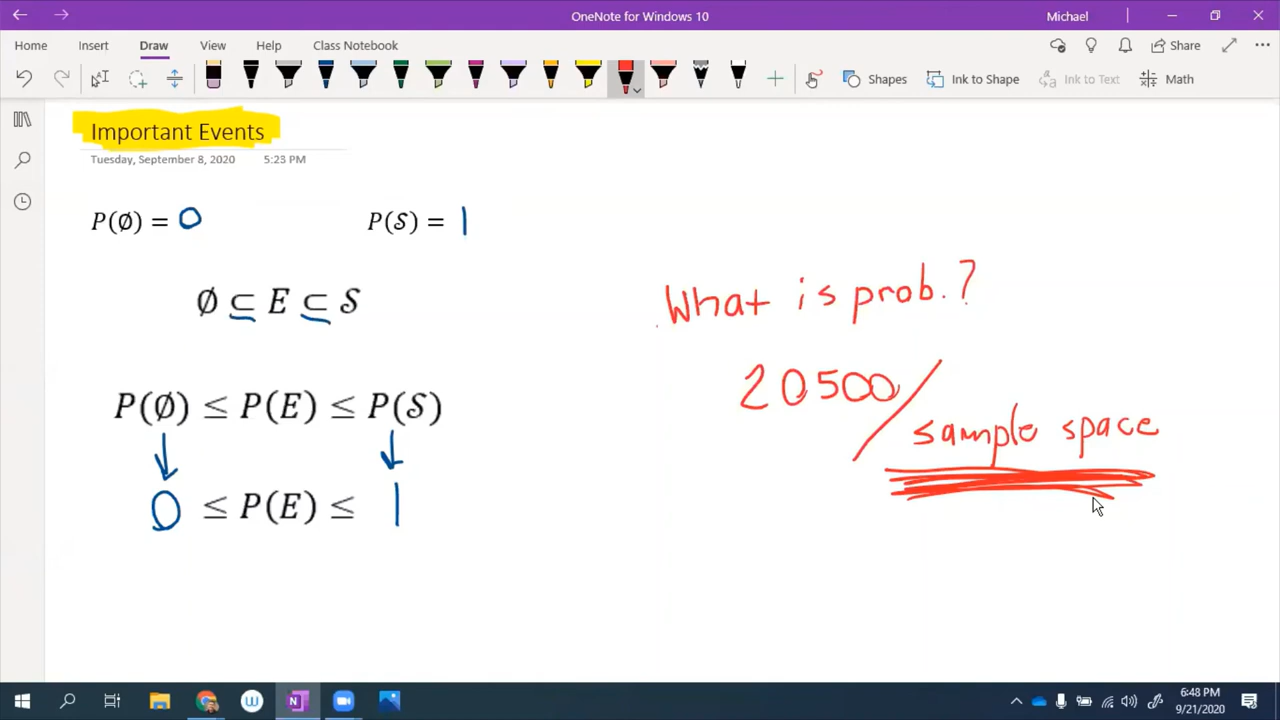 OneNote for Windows 10
Michael
Home Insert Draw View Help Class Notebook
Share
Shapes Ink to Shape Ink to Text Math
Important Events
Tuesday, September 8, 2020 5:23 PM
P(∅) = 0 P(𝒮) = 1
∅ ⊆ E ⊆ 𝒮
What is prob.?
20500/
sample space
P(∅) ≤ P(E) ≤ P(𝒮)
0 ≤ P(E) ≤ 1
6:48 PM
9/21/2020